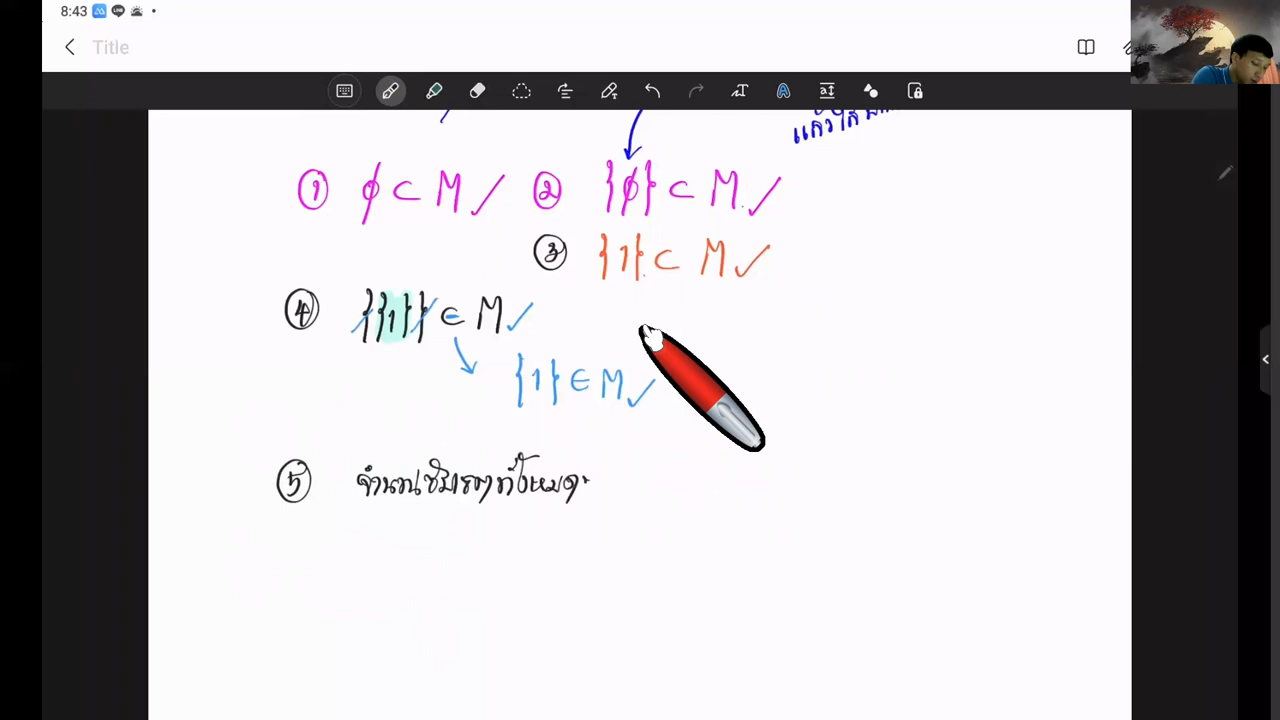 8:43
Title
① ∅ ⊂ M ✓ ② {∅} ⊂ M ✓
③ {1} ⊂ M ✓
④ {{1}} ⊂ M ✓
{1} ∈ M ✓
⑤ จำนวนซับเซตทั้งหมด